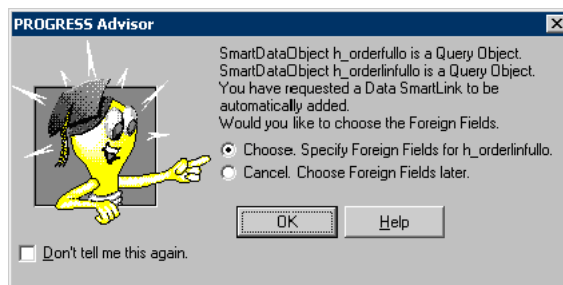 PROGRESS Advisor
SmartDataObject h_orderfullo is a Query Object.
SmartDataObject h_orderlinfullo is a Query Object.
You have requested a Data SmartLink to be
automatically added.
Would you like to choose the Foreign Fields.
Choose. Specify Foreign Fields for h_orderlinfullo.
Cancel. Choose Foreign Fields later.
OK
Help
Don't tell me this again.